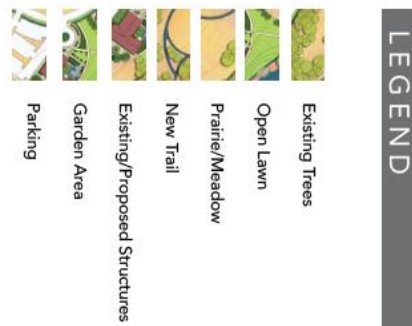 LEGEND
Existing Trees
Open Lawn
Prairie/Meadow
New Trail
Existing/Proposed Structures
Garden Area
Parking